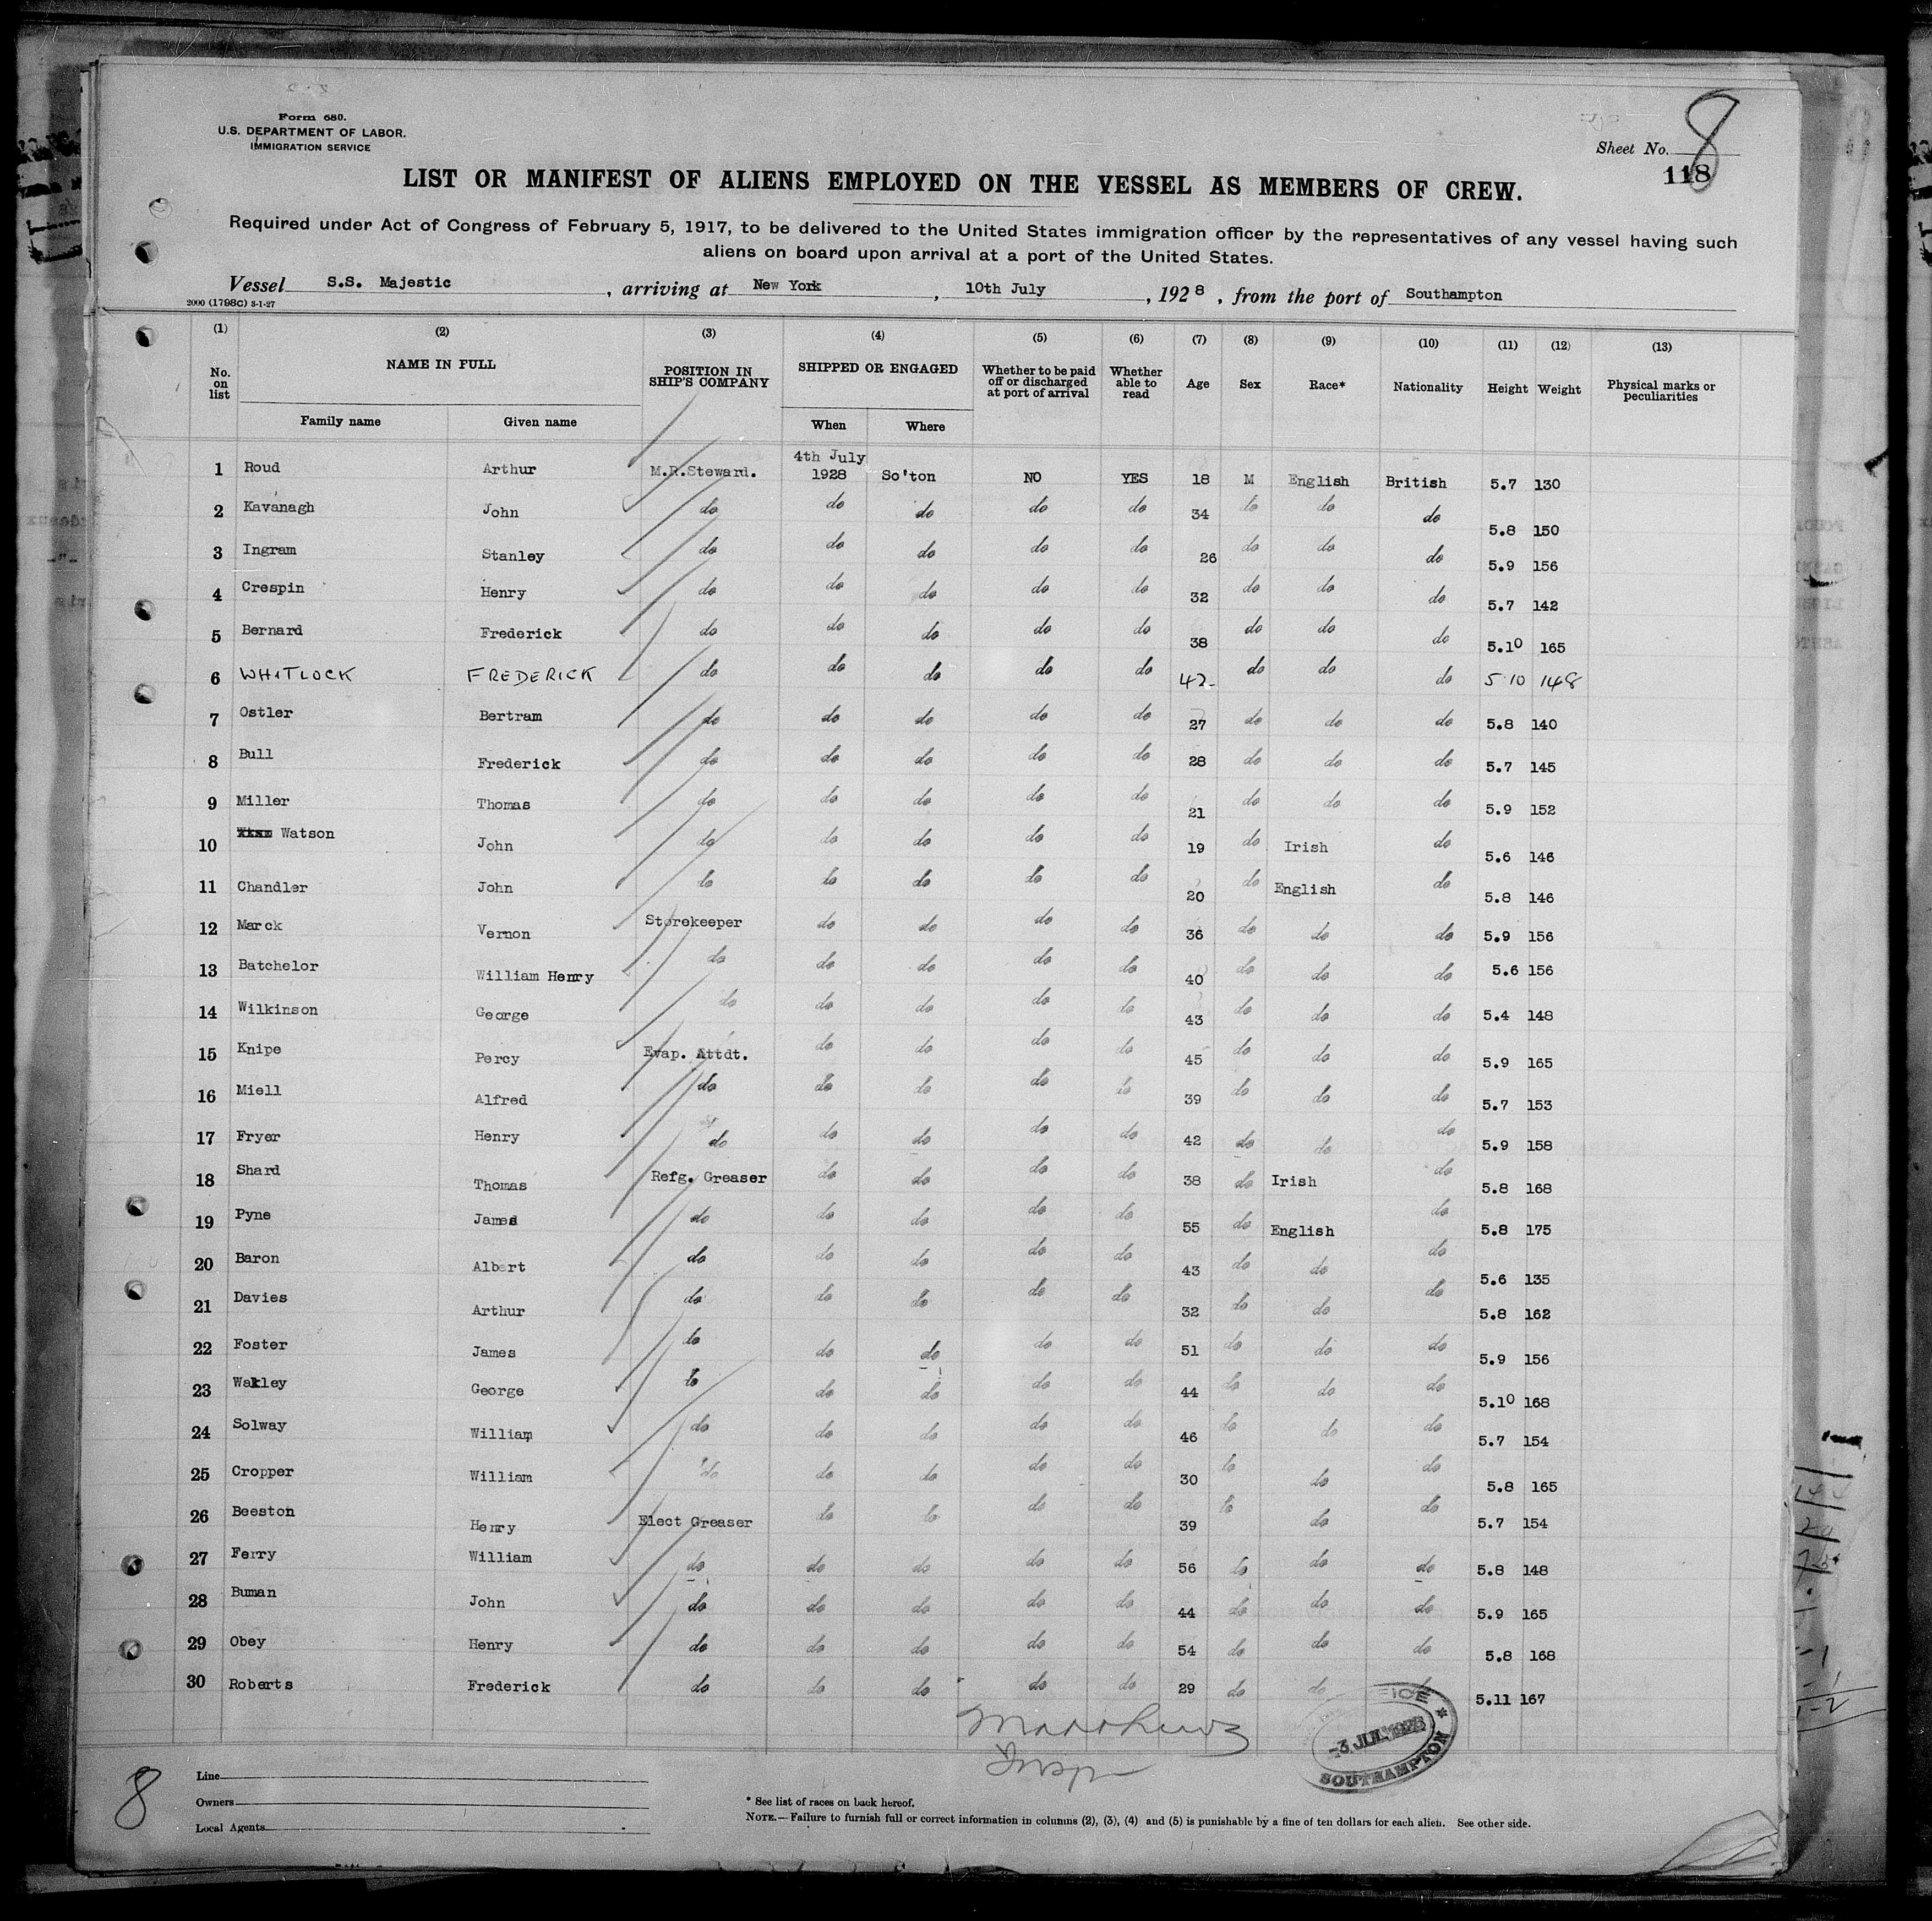 Form 680.
U.S. DEPARTMENT OF LABOR.
IMMIGRATION SERVICE
Sheet No. 8
118
LIST OR MANIFEST OF ALIENS EMPLOYED ON THE VESSEL AS MEMBERS OF CREW.
Required under Act of Congress of February 5, 1917, to be delivered to the United States immigration officer by the representatives of any vessel having such
aliens on board upon arrival at a port of the United States.
Vessel S.S. Majestic, arriving at New York, 10th July, 1928, from the port of Southampton
2000 (1798c) 3-1-27
(1) (2) (3) (4) (5) (6) (7) (8) (9) (10) (11) (12) (13)
No. on list NAME IN FULL POSITION IN SHIP'S COMPANY SHIPPED OR ENGAGED Whether to be paid off or discharged at port of arrival Whether able to read Age Sex Race* Nationality Height Weight Physical marks or peculiarities
Family name Given name When Where
1 Roud Arthur M.R.Steward. 4th July 1928 So'ton NO YES 18 M English British 5.7 130
2 Kavanagh John do do do do do 34 do do do 5.8 150
3 Ingram Stanley do do do do do 26 do do do 5.9 156
4 Crespin Henry do do do do do 32 do do do 5.7 142
5 Bernard Frederick do do do do do 38 do do do 5.10 165
6 WHITLOCK FREDERICK do do do do do 42 do do do 5 10 148
7 Ostler Bertram do do do do do 27 do do do 5.8 140
8 Bull Frederick do do do do do 28 do do do 5.7 145
9 Miller Thomas do do do do do 21 do do do 5.9 152
10 Watson John do do do do do 19 do Irish do 5.6 146
11 Chandler John do do do do do 20 do English do 5.8 146
12 Marck Vernon Storekeeper do do do do 36 do do do 5.9 156
13 Batchelor William Henry do do do do do 40 do do do 5.6 156
14 Wilkinson George do do do do do 43 do do do 5.4 148
15 Knipe Percy Evap. Attdt. do do do do 45 do do do 5.9 165
16 Miell Alfred do do do do do 39 do do do 5.7 153
17 Fryer Henry do do do do do 42 do do do 5.9 158
18 Shard Thomas Refg. Greaser do do do do 38 do Irish do 5.8 168
19 Pyne James do do do do do 55 do English do 5.8 175
20 Baron Albert do do do do do 43 do do do 5.6 135
21 Davies Arthur do do do do do 32 do do do 5.8 162
22 Foster James do do do do do 51 do do do 5.9 156
23 Wakley George do do do do do 44 do do do 5.10 168
24 Solway William do do do do do 46 do do do 5.7 154
25 Cropper William do do do do do 30 do do do 5.8 165
26 Beeston Henry Elect Greaser do do do do 39 do do do 5.7 154
27 Ferry William do do do do do 56 do do do 5.8 148
28 Buman John do do do do do 44 do do do 5.9 165
29 Obey Henry do do do do do 54 do do do 5.8 168
30 Roberts Frederick do do do do do 29 do do do 5.11 167
Matthews
Insp
-3 JUL 1928
SOUTHAMPTON
8
Line
Owners
Local Agents
* See list of races on back hereof.
NOTE.—Failure to furnish full or correct information in columns (2), (3), (4) and (5) is punishable by a fine of ten dollars for each alien. See other side.